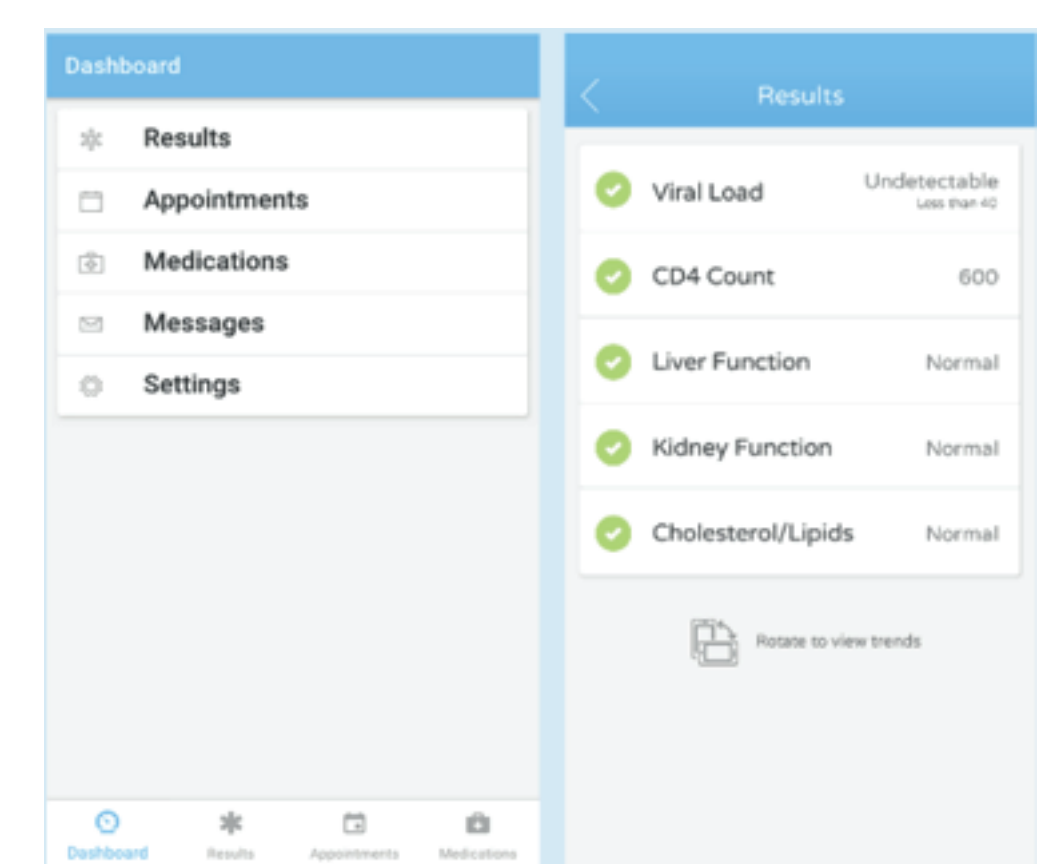 Dashboard
Results
Appointments
Medications
Messages
Settings
Dashboard
Results
Appointments
Medications
Results
Viral Load
Undetectable
Less than 40
CD4 Count
600
Liver Function
Normal
Kidney Function
Normal
Cholesterol/Lipids
Normal
Rotate to view trends